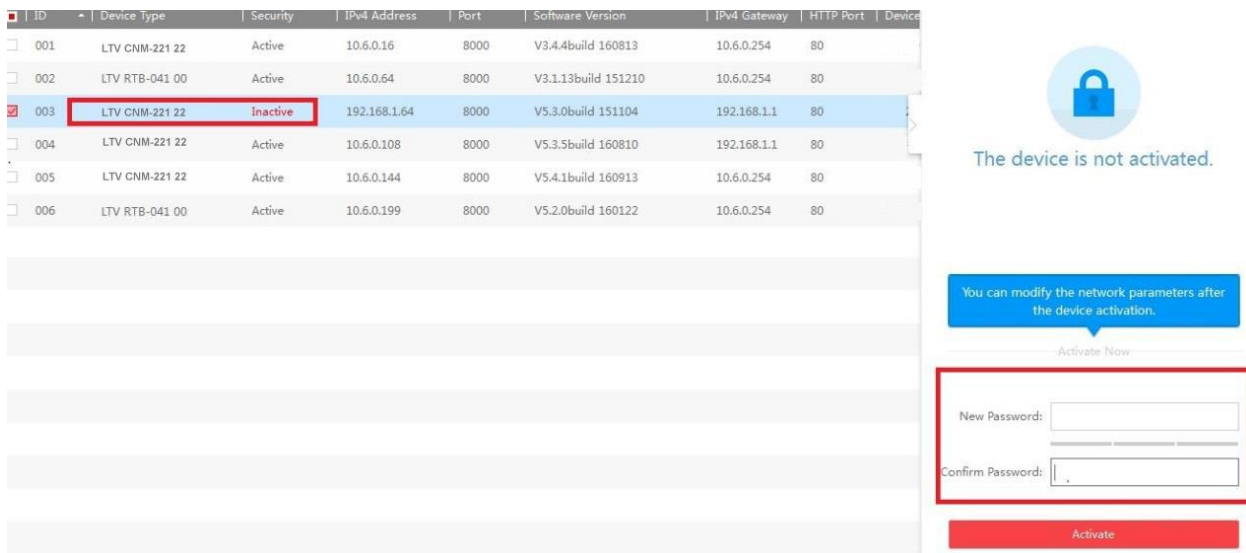 ID | Device Type | Security | IPv4 Address | Port | Software Version | IPv4 Gateway | HTTP Port | Device
001 LTV CNM-221 22 Active 10.6.0.16 8000 V3.4.4build 160813 10.6.0.254 80
002 LTV RTB-041 00 Active 10.6.0.64 8000 V3.1.13build 151210 10.6.0.254 80
003 LTV CNM-221 22 Inactive 192.168.1.64 8000 V5.3.0build 151104 192.168.1.1 80
004 LTV CNM-221 22 Active 10.6.0.108 8000 V5.3.5build 160810 192.168.1.1 80
005 LTV CNM-221 22 Active 10.6.0.144 8000 V5.4.1build 160913 10.6.0.254 80
006 LTV RTB-041 00 Active 10.6.0.199 8000 V5.2.0build 160122 10.6.0.254 80
The device is not activated.
You can modify the network parameters after
the device activation.
Activate Now
New Password:
Confirm Password:
Activate